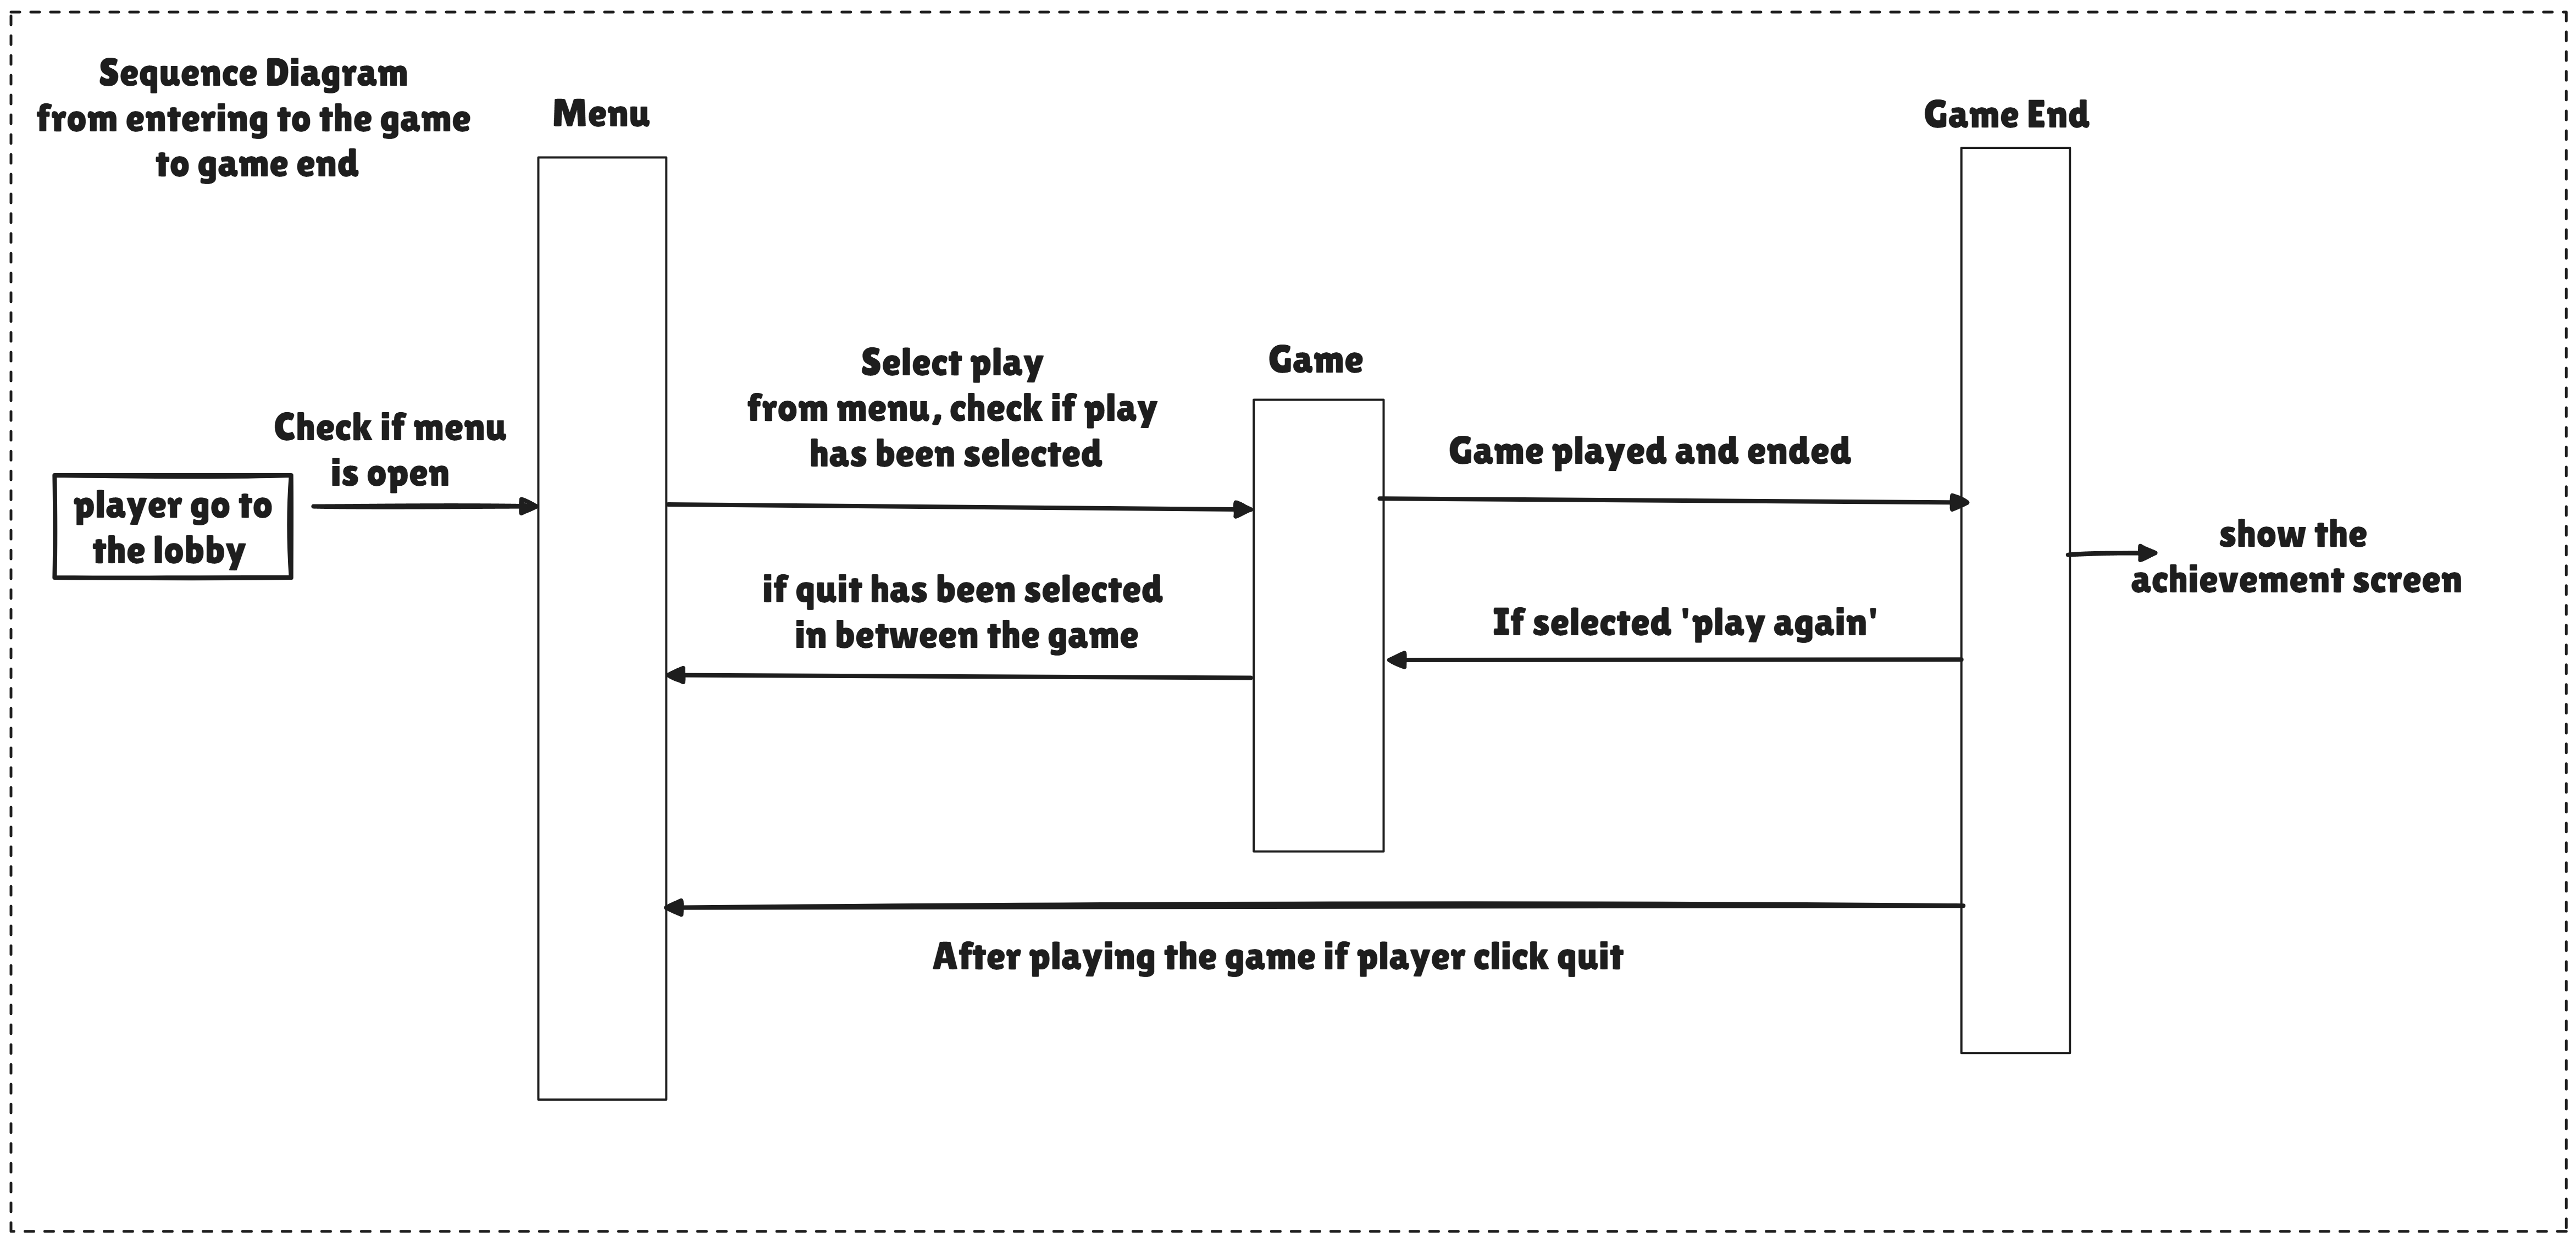 Sequence Diagram
from entering to the game
to game end
Menu
Game End
Select play
from menu, check if play
has been selected
Game
Check if menu
is open
Game played and ended
player go to
the lobby
show the
achievement screen
if quit has been selected
in between the game
If selected 'play again'
After playing the game if player click quit